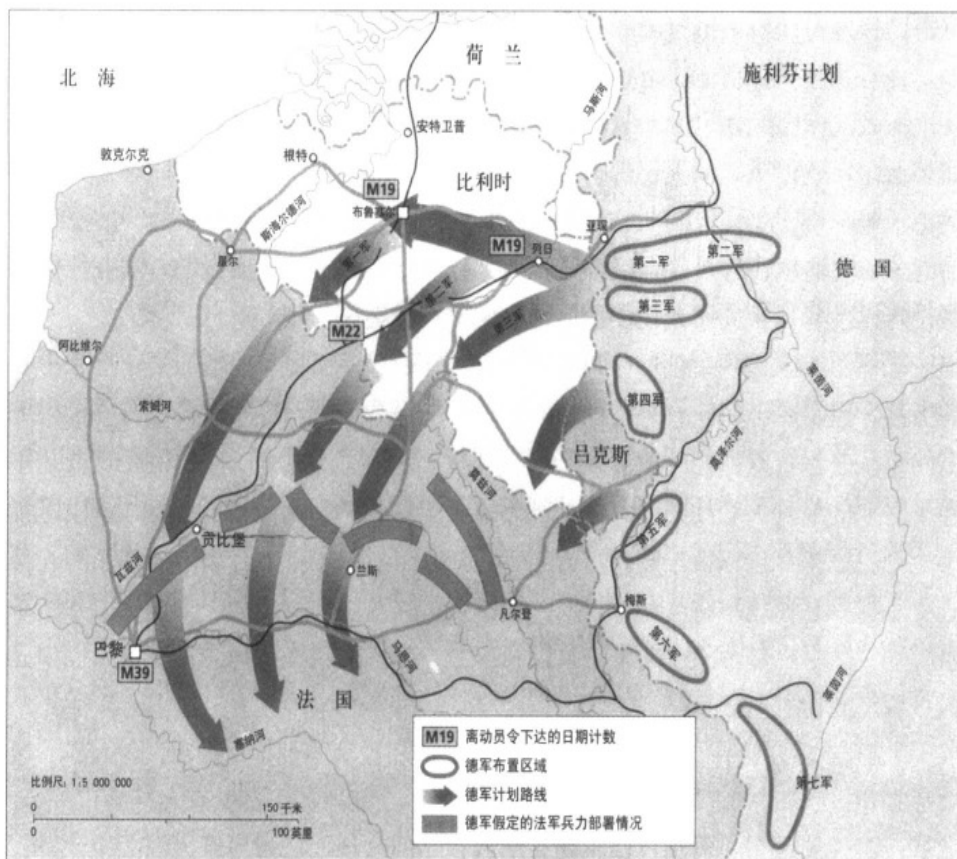 施利芬计划
北 海
荷 兰
马斯河
安特卫普
敦克尔克
根特
M19
比利时
布鲁塞尔
斯海尔德河
亚琛
M19
列日
里尔
第一军
第二军
德 国
第一军
第二军
第三军
第三军
M22
阿比维尔
莱茵河
第四军
索姆河
吕克斯
莫泽尔河
第五军
贡比堡
瓦兹河
兰斯
凡尔登
梅斯
巴黎
M39
马恩河
第六军
法 国
莱茵河
塞纳河
第七军
M19 离动员令下达的日期计数
德军布置区域
德军计划路线
德军假定的法军兵力部署情况
比例尺: 1:5 000 000
0 150 千米
0 100 英里